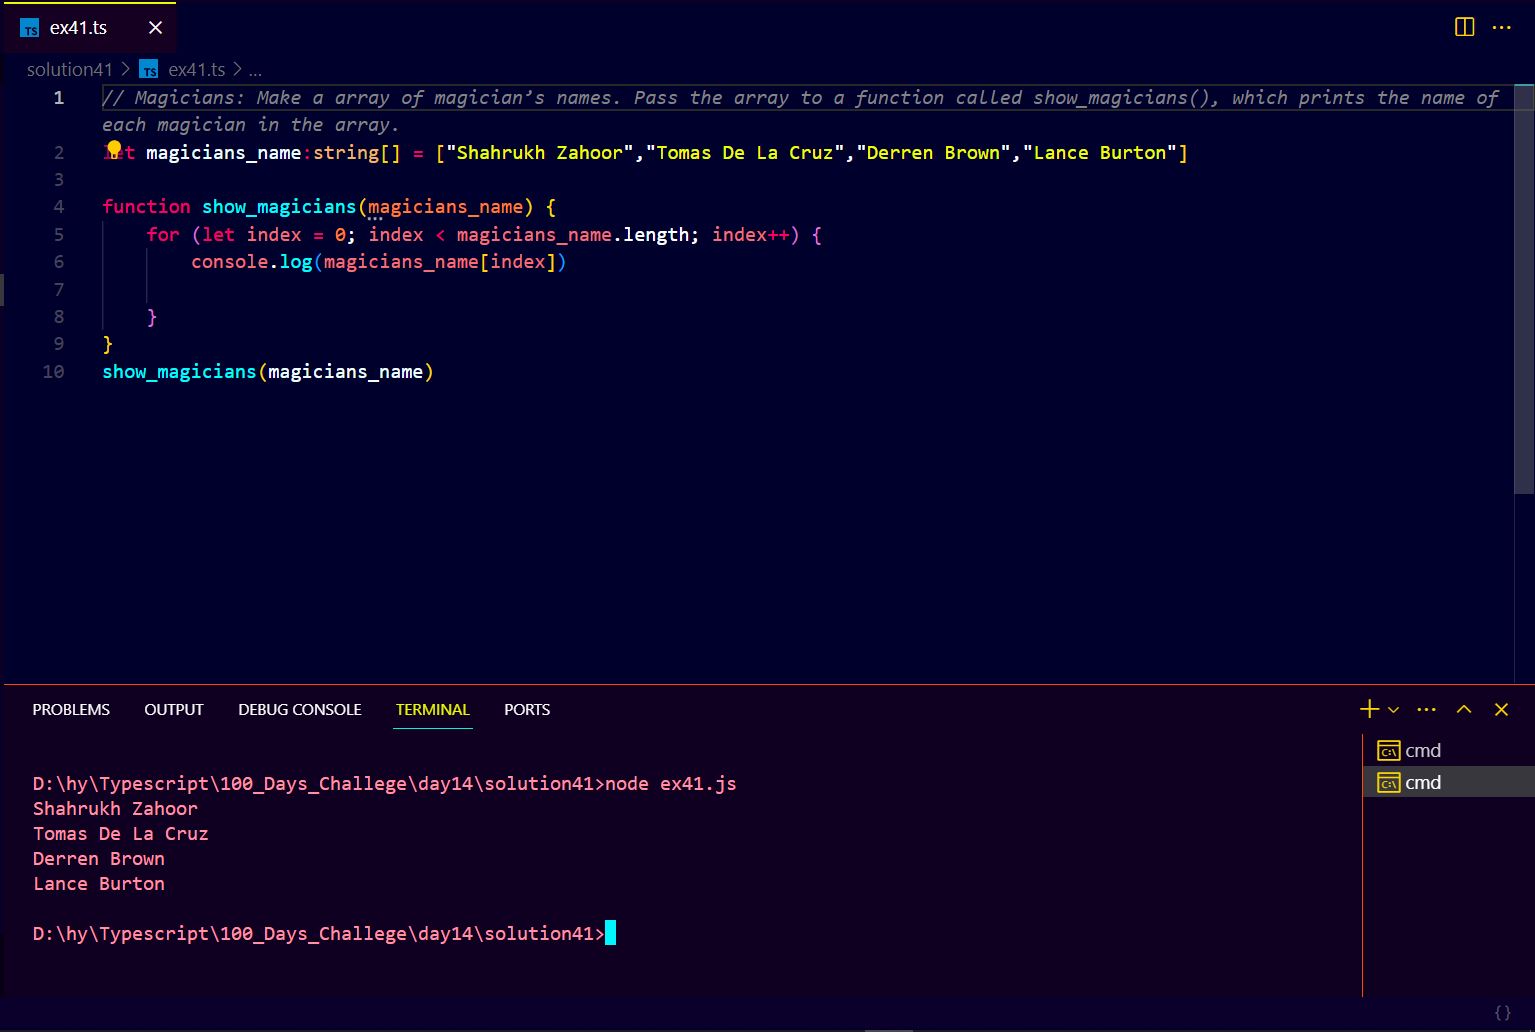 TS ex41.ts
solution41 > TS ex41.ts > ...
1 // Magicians: Make a array of magician’s names. Pass the array to a function called show_magicians(), which prints the name of
each magician in the array.
2 let magicians_name:string[] = ["Shahrukh Zahoor","Tomas De La Cruz","Derren Brown","Lance Burton"]
3
4 function show_magicians(magicians_name) {
5 for (let index = 0; index < magicians_name.length; index++) {
6 console.log(magicians_name[index])
7
8 }
9 }
10 show_magicians(magicians_name)
PROBLEMS OUTPUT DEBUG CONSOLE TERMINAL PORTS
cmd
cmd
D:\hy\Typescript\100_Days_Challege\day14\solution41>node ex41.js
Shahrukh Zahoor
Tomas De La Cruz
Derren Brown
Lance Burton
D:\hy\Typescript\100_Days_Challege\day14\solution41>
{}